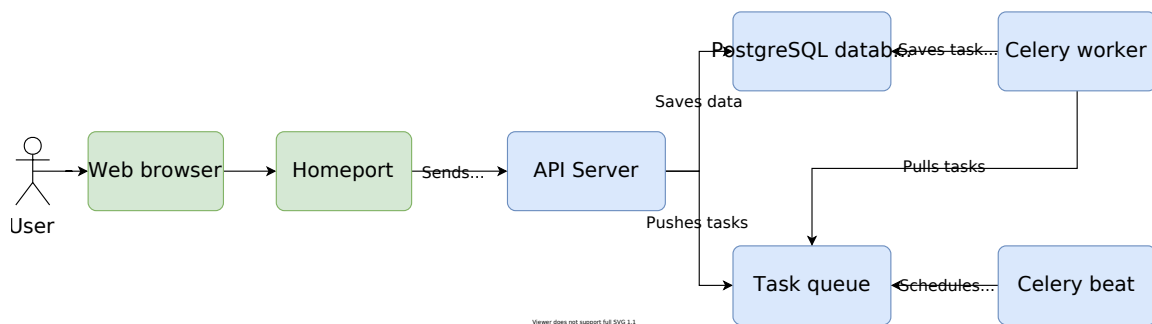 PostgreSQL datab...
Saves task...
Celery worker
Saves data
Web browser
Homeport
Sends...
API Server
Pulls tasks
User
Pushes tasks
Task queue
Schedules...
Celery beat
Viewer does not support full SVG 1.1